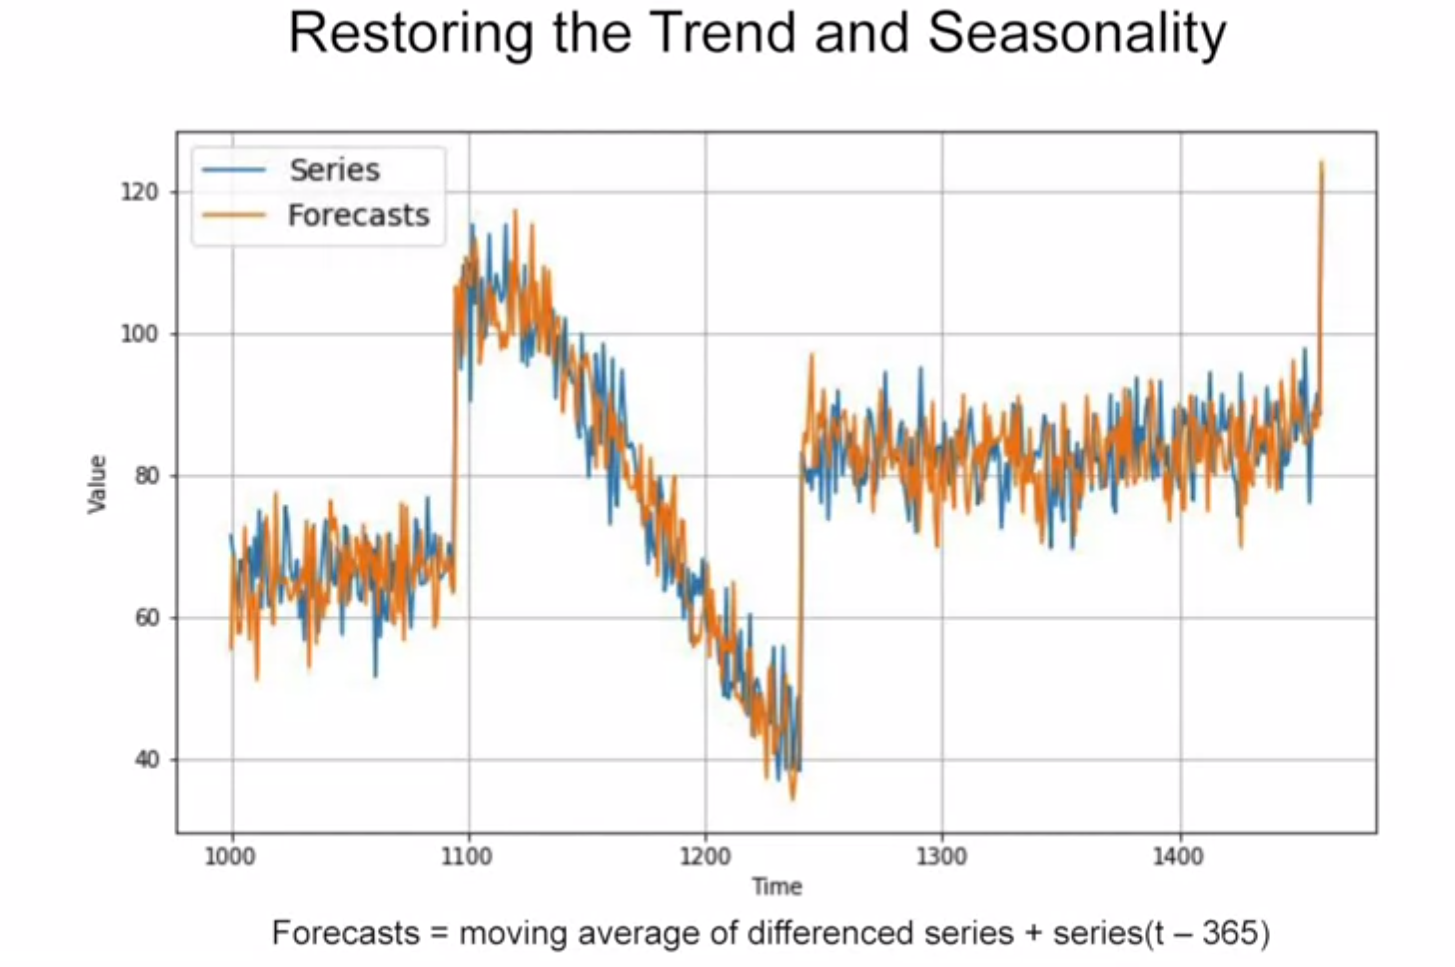 Restoring the Trend and Seasonality
Series
Forecasts
120
100
80
60
40
Value
1000 1100 1200 1300 1400
Time
Forecasts = moving average of differenced series + series(t – 365)